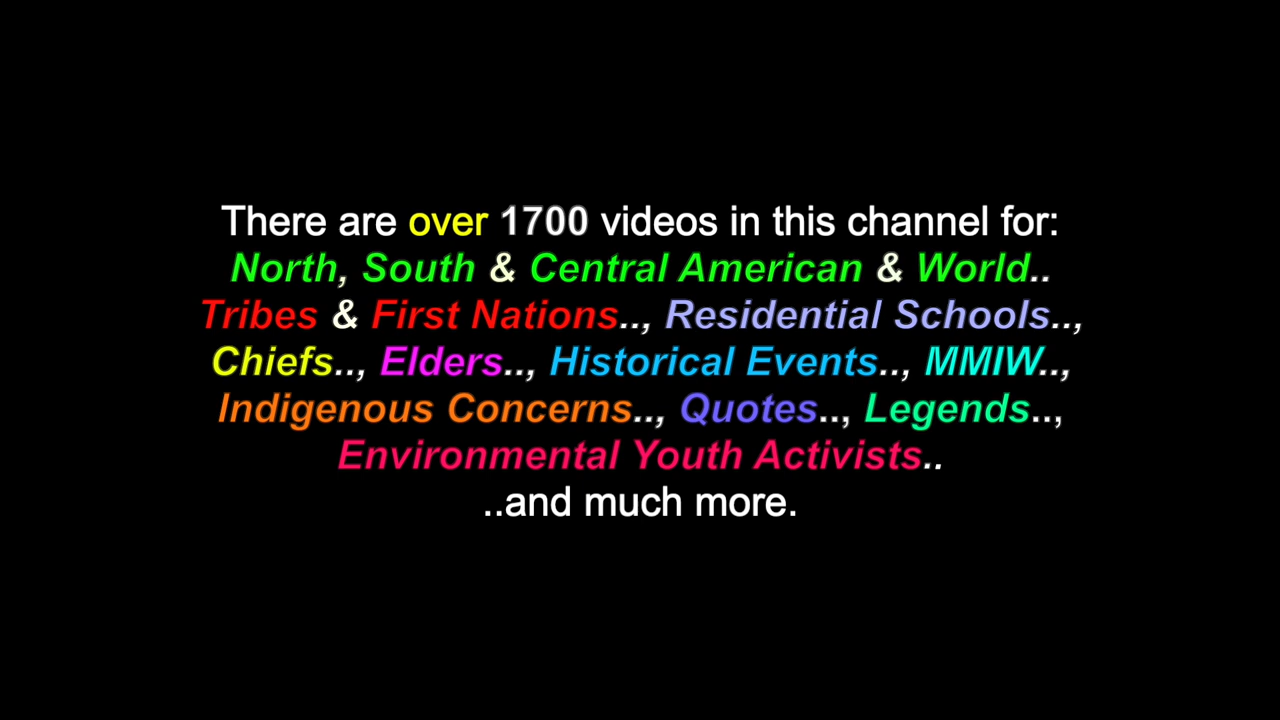 There are over 1700 videos in this channel for:
North, South & Central American & World..
Tribes & First Nations.., Residential Schools..,
Chiefs.., Elders.., Historical Events.., MMIW..,
Indigenous Concerns.., Quotes.., Legends..,
Environmental Youth Activists..
..and much more.